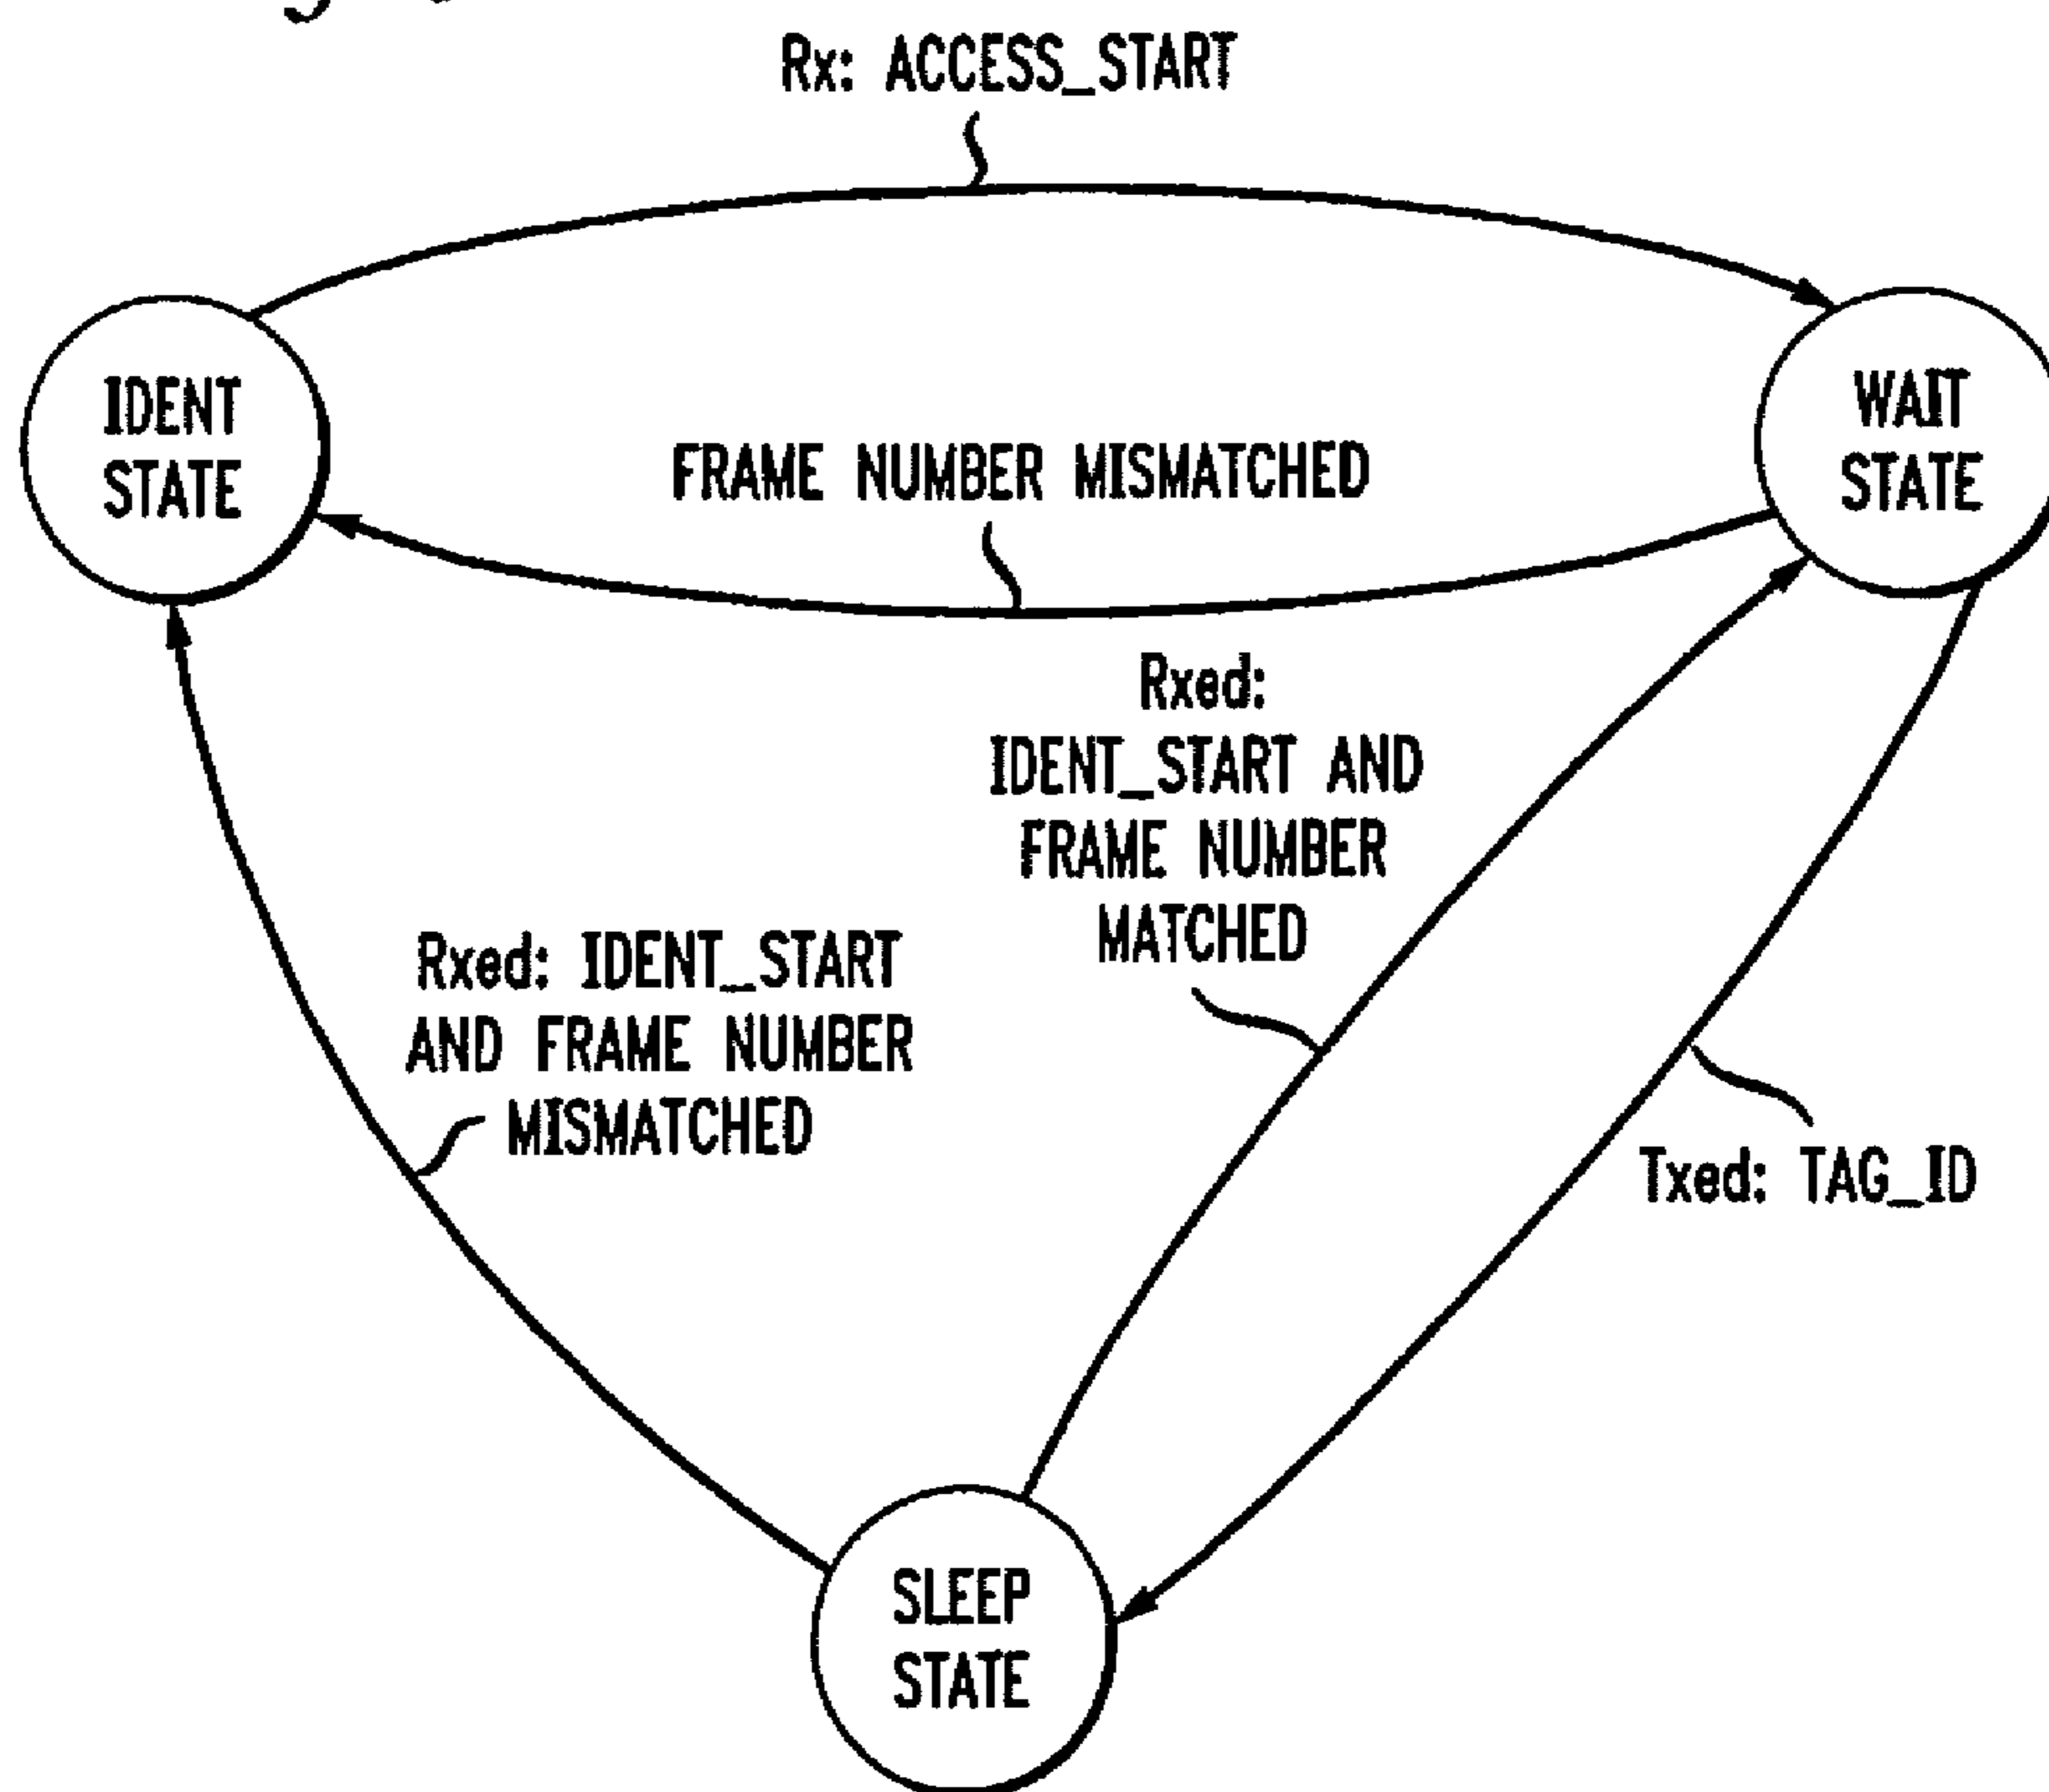 Rx: ACCESS_START
IDENT
STATE
WAIT
STATE
FRAME NUMBER MISMATCHED
Rxed:
IDENT_START AND
FRAME NUMBER
MATCHED
Rxed: IDENT_START
AND FRAME NUMBER
MISMATCHED
Txed: TAG_ID
SLEEP
STATE